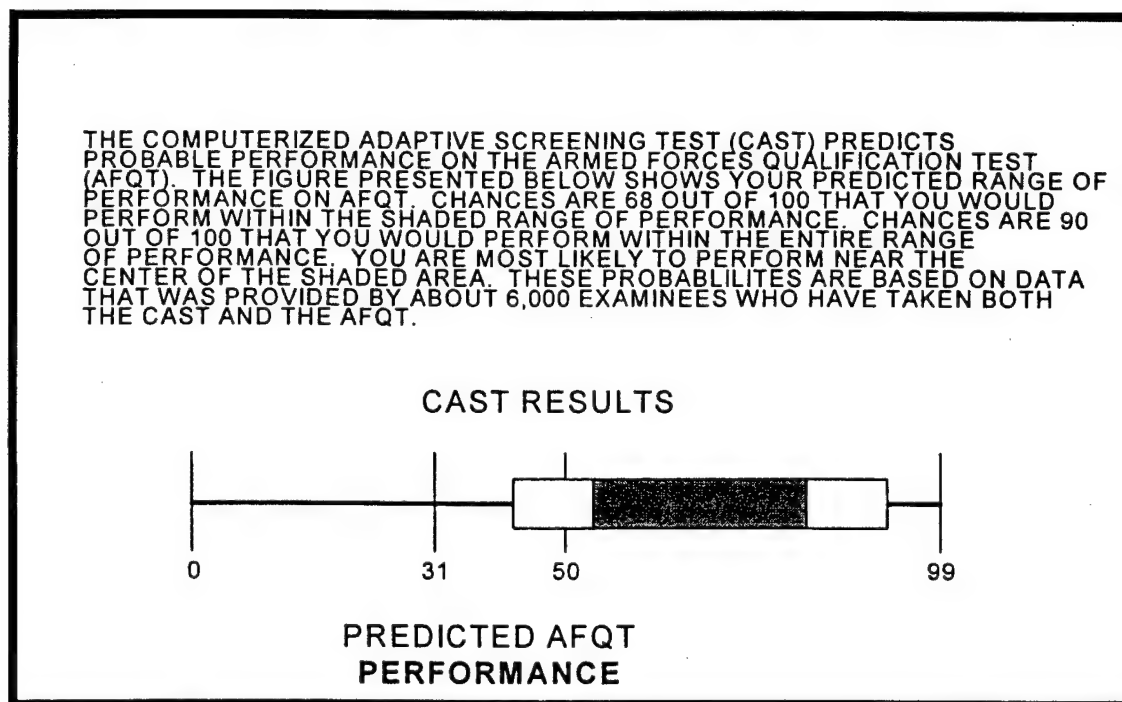 THE COMPUTERIZED ADAPTIVE SCREENING TEST (CAST) PREDICTS
PROBABLE PERFORMANCE ON THE ARMED FORCES QUALIFICATION TEST
(AFQT). THE FIGURE PRESENTED BELOW SHOWS YOUR PREDICTED RANGE OF
PERFORMANCE ON AFQT. CHANCES ARE 68 OUT OF 100 THAT YOU WOULD
PERFORM WITHIN THE SHADED RANGE OF PERFORMANCE. CHANCES ARE 90
OUT OF 100 THAT YOU WOULD PERFORM WITHIN THE ENTIRE RANGE
OF PERFORMANCE. YOU ARE MOST LIKELY TO PERFORM NEAR THE
CENTER OF THE SHADED AREA. THESE PROBABLILITES ARE BASED ON DATA
THAT WAS PROVIDED BY ABOUT 6,000 EXAMINEES WHO HAVE TAKEN BOTH
THE CAST AND THE AFQT.
CAST RESULTS
0 31 50 99
PREDICTED AFQT
PERFORMANCE